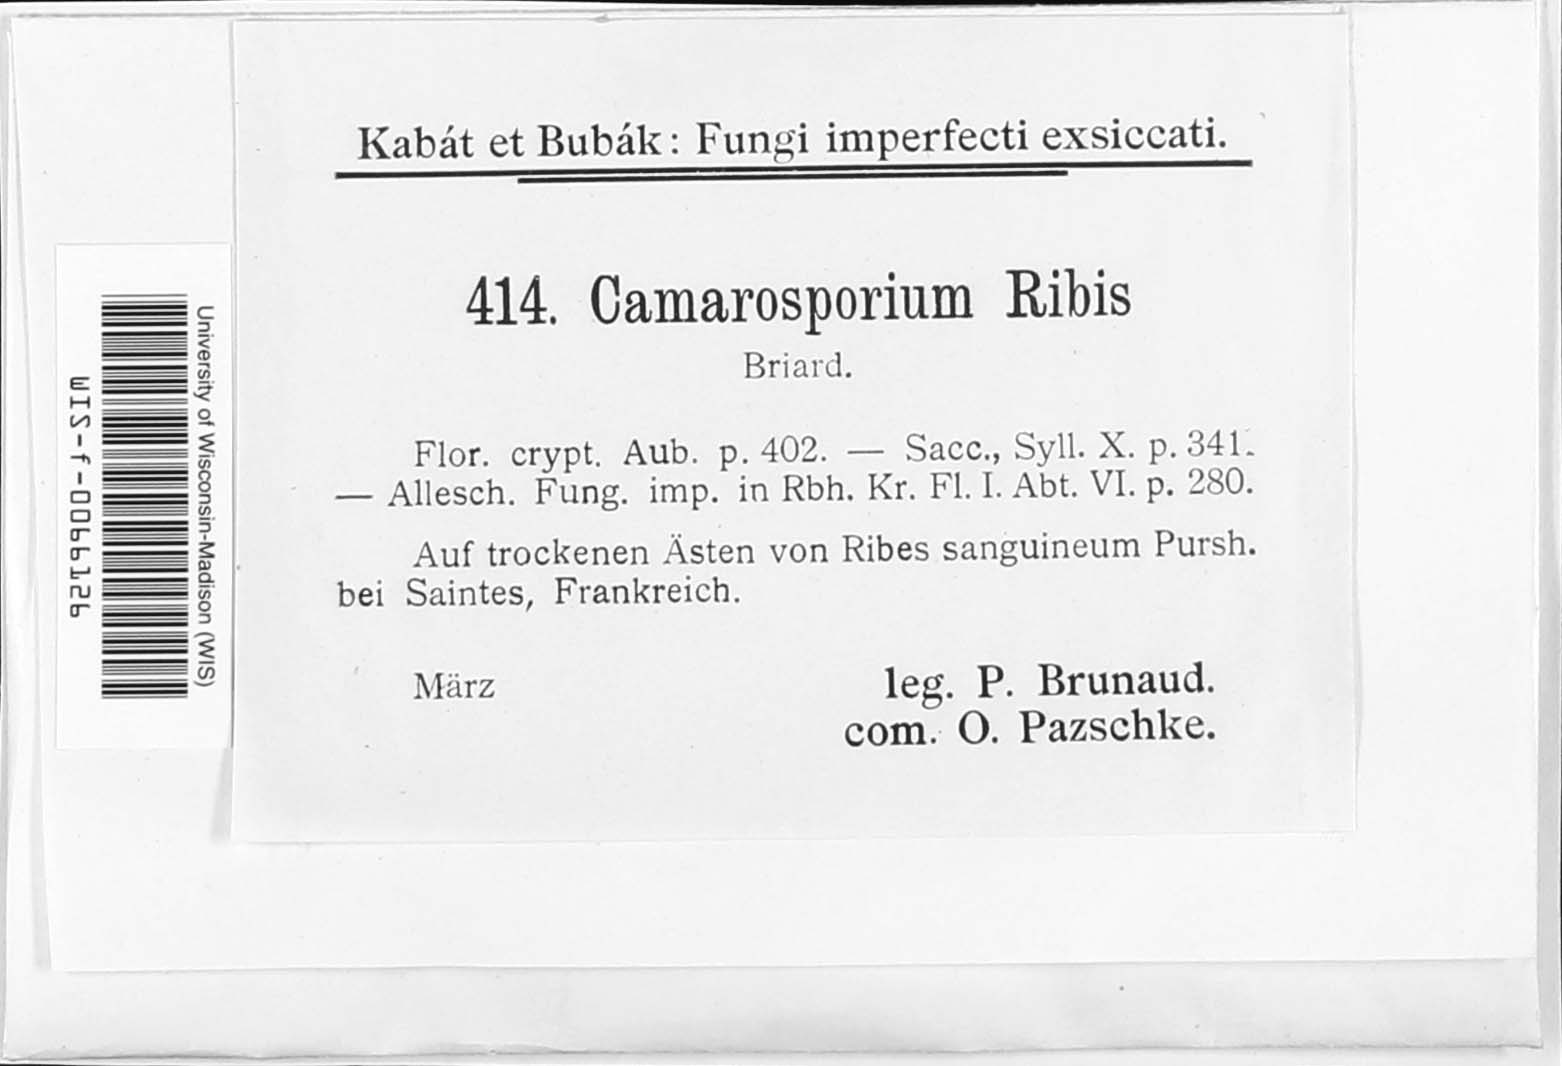 Kabát et Bubák: Fungi imperfecti exsiccati.
414. Camarosporium Ribis
Briard.
Flor. crypt. Aub. p. 402. — Sacc., Syll. X. p. 341.
— Allesch. Fung. imp. in Rbh. Kr. Fl. I. Abt. VI. p. 280.
Auf trockenen Ästen von Ribes sanguineum Pursh.
bei Saintes, Frankreich.
März
leg. P. Brunaud.
com. O. Pazschke.
University of Wisconsin-Madison (WIS)
WIS-f-0066126